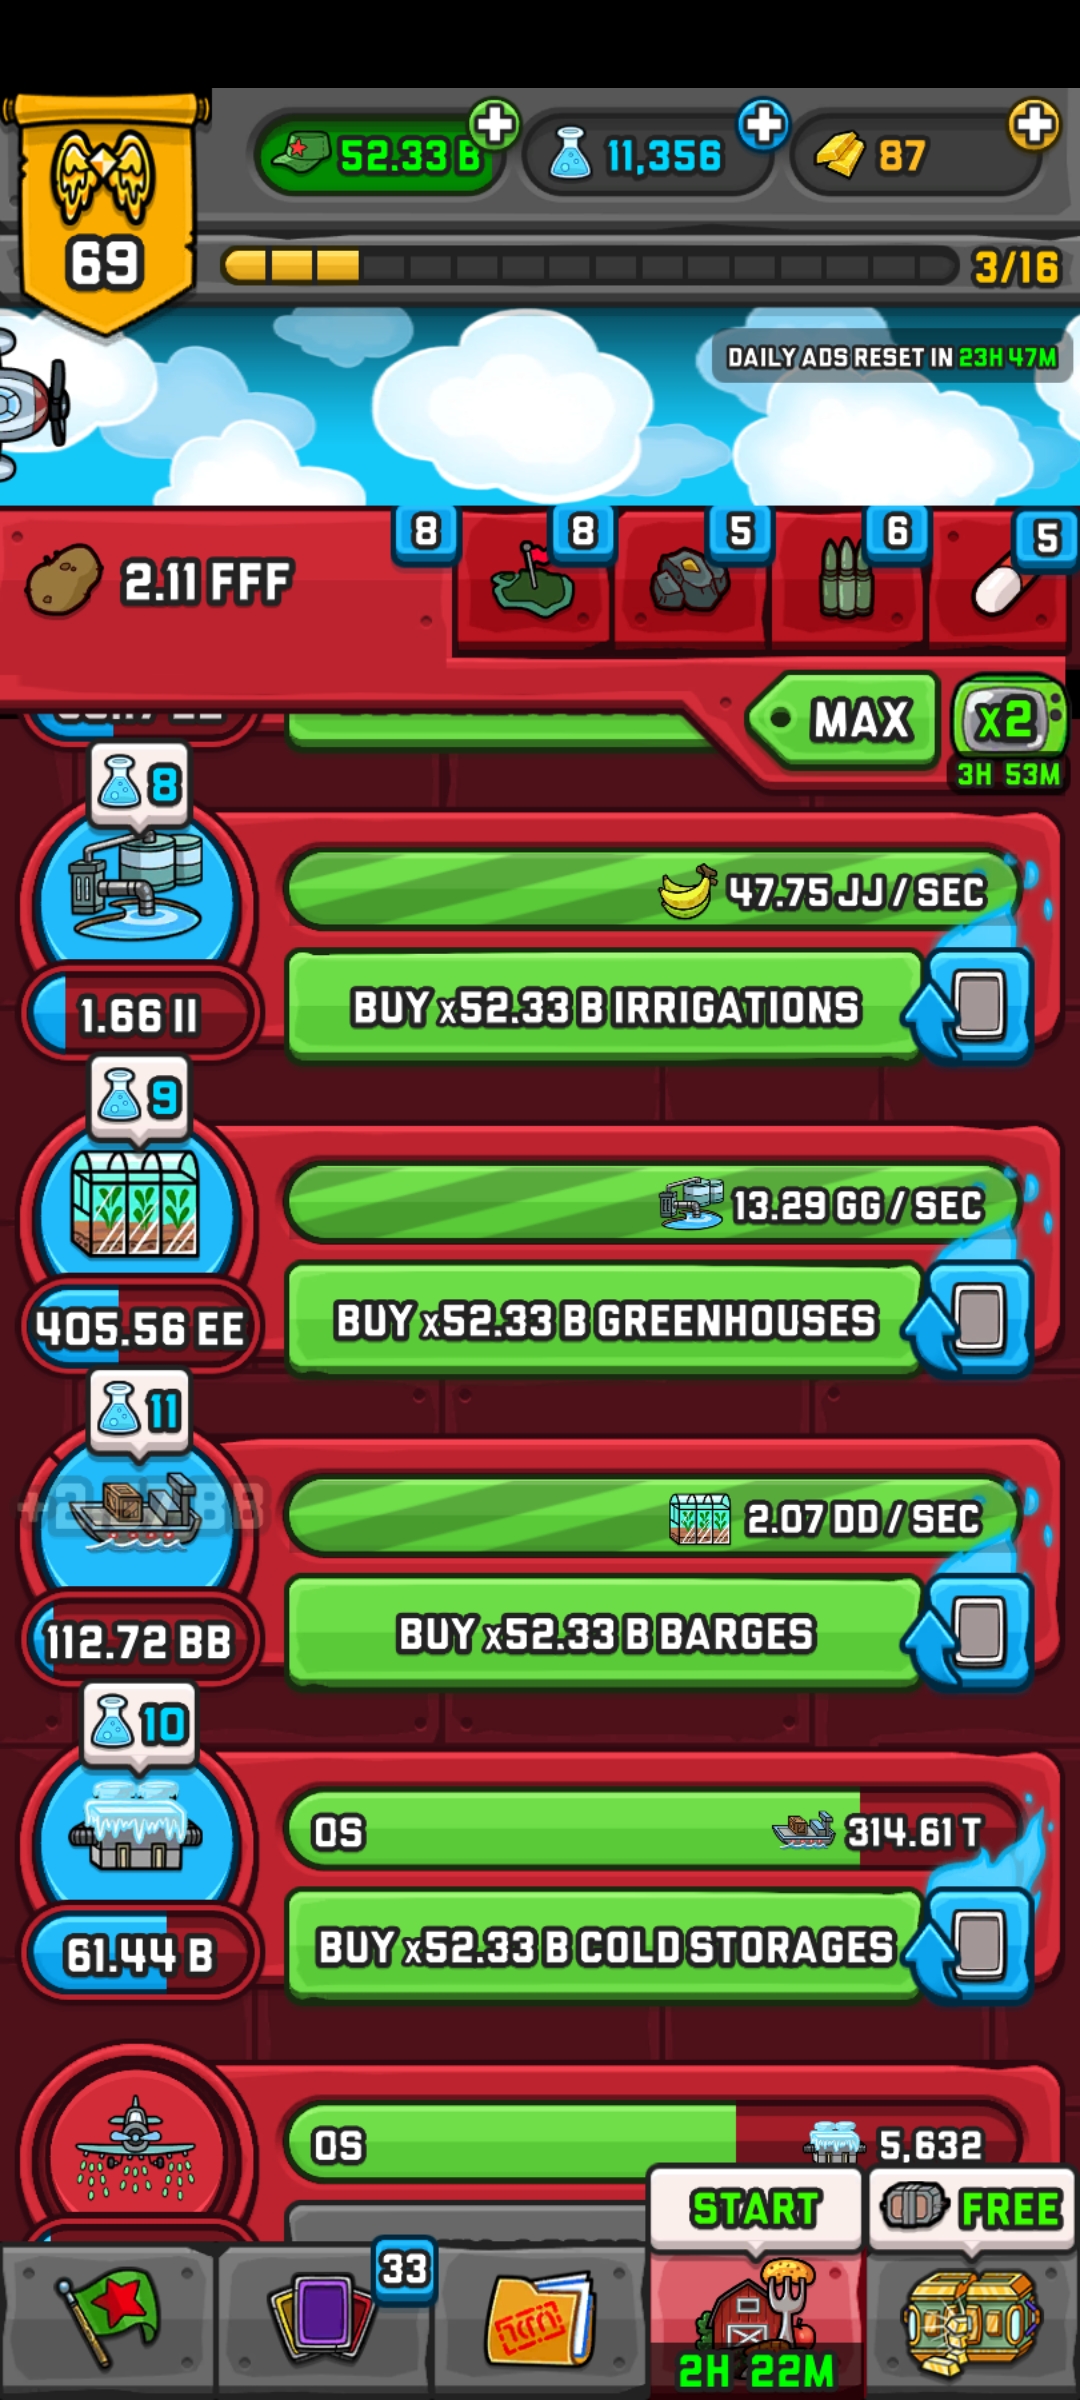 52.33 B
11,356
87
69
3/16
DAILY ADS RESET IN 23H 47M
2.11 FFF
8
8
5
6
5
MAX
x2
3H 53M
8
47.75 JJ / SEC
BUY x52.33 B IRRIGATIONS
1.66 II
9
13.29 GG / SEC
BUY x52.33 B GREENHOUSES
405.56 EE
11
2.07 DD / SEC
BUY x52.33 B BARGES
112.72 BB
10
0S
314.61 T
BUY x52.33 B COLD STORAGES
61.44 B
0S
5,632
START
FREE
33
2H 22M